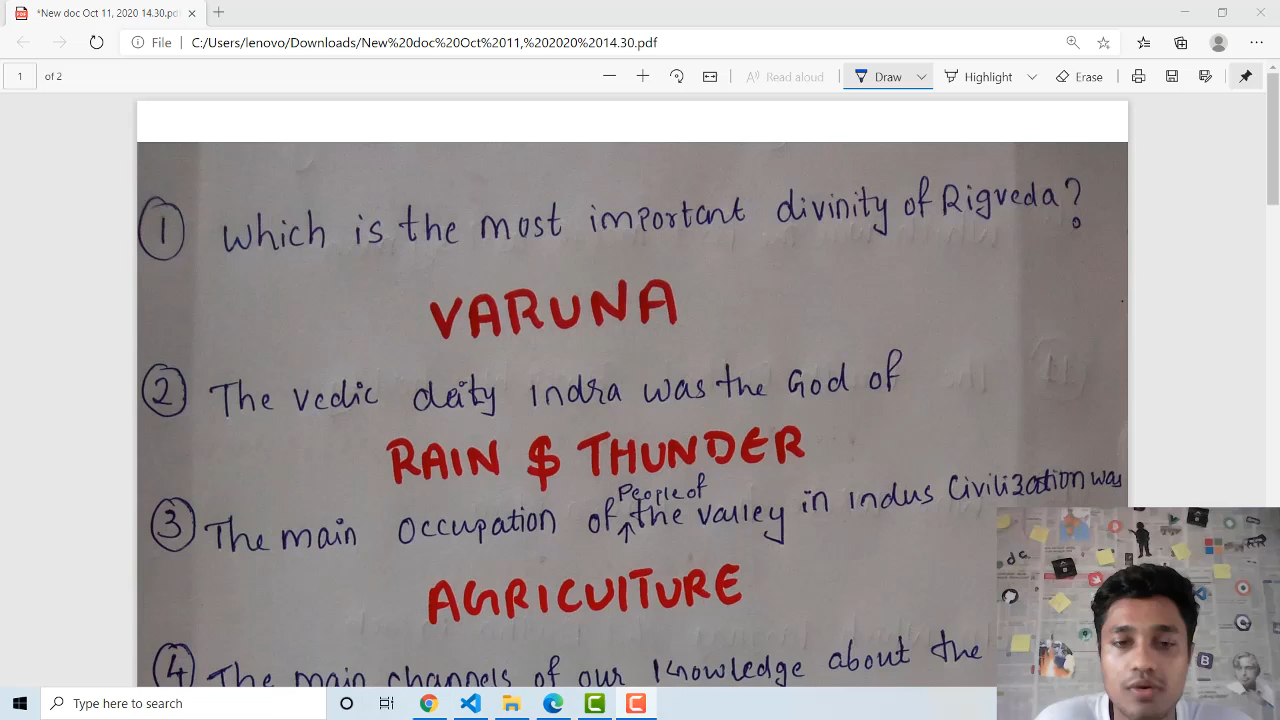 *New doc Oct 11, 2020 14.30.pdf
File C:/Users/lenovo/Downloads/New%20doc%20Oct%2011,%202020%2014.30.pdf
1 of 2 Read aloud Draw Highlight Erase
1 Which is the most important divinity of Rigveda?
VARUNA
2 The vedic deity Indra was the God of
RAIN $ THUNDER
People of
3 The main occupation of the valley in Indus Civilization was
AGRICULTURE
4 The main channels of our knowledge about the
Type here to search